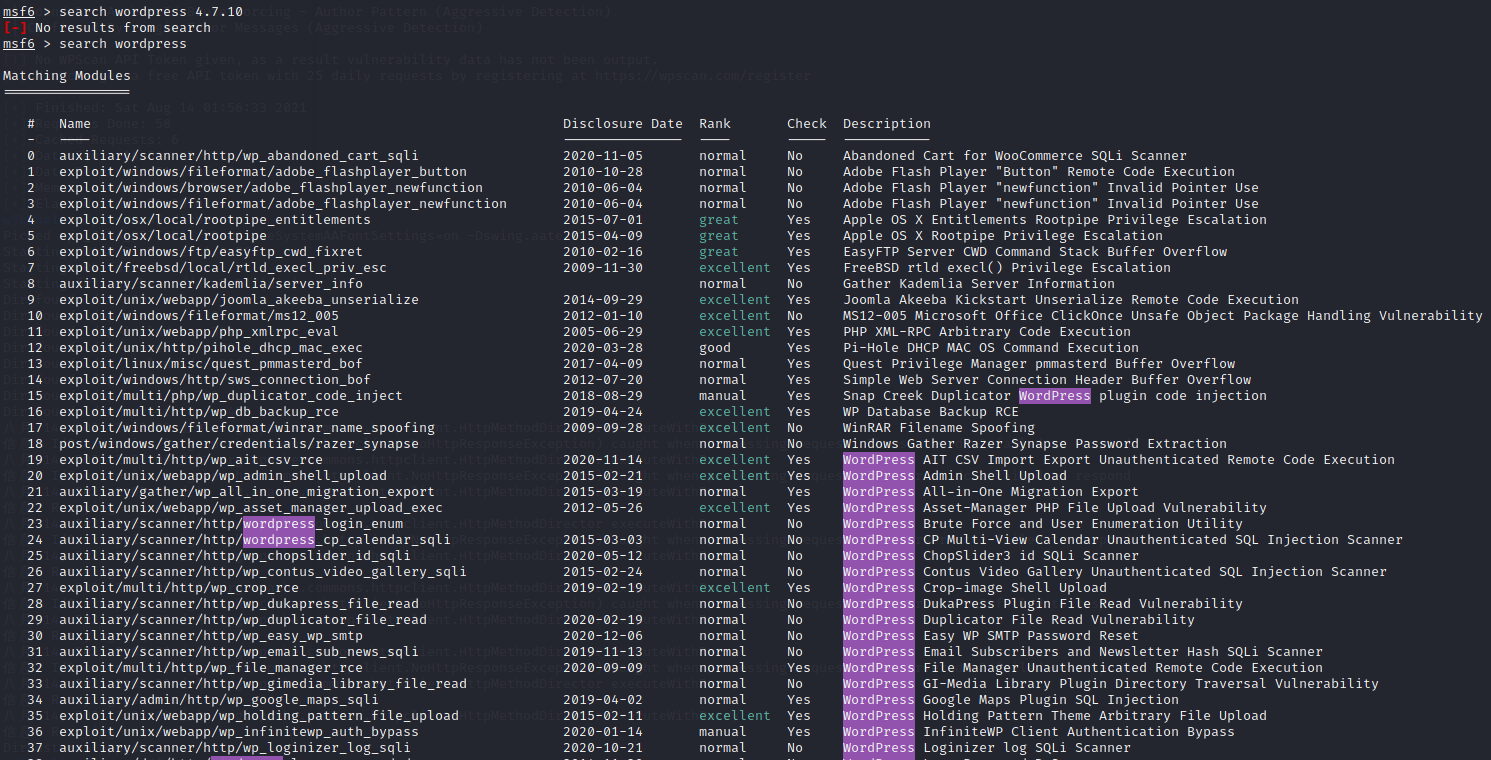 msf6 > search wordpress 4.7.10
[-] No results from search
msf6 > search wordpress
Matching Modules
================
# Name Disclosure Date Rank Check Description
- ---- --------------- ---- ----- -----------
0 auxiliary/scanner/http/wp_abandoned_cart_sqli 2020-11-05 normal No Abandoned Cart for WooCommerce SQLi Scanner
1 exploit/windows/fileformat/adobe_flashplayer_button 2010-10-28 normal No Adobe Flash Player "Button" Remote Code Execution
2 exploit/windows/browser/adobe_flashplayer_newfunction 2010-06-04 normal No Adobe Flash Player "newfunction" Invalid Pointer Use
3 exploit/windows/fileformat/adobe_flashplayer_newfunction 2010-06-04 normal No Adobe Flash Player "newfunction" Invalid Pointer Use
4 exploit/osx/local/rootpipe_entitlements 2015-07-01 great Yes Apple OS X Entitlements Rootpipe Privilege Escalation
5 exploit/osx/local/rootpipe 2015-04-09 great Yes Apple OS X Rootpipe Privilege Escalation
6 exploit/windows/ftp/easyftp_cwd_fixret 2010-02-16 great Yes EasyFTP Server CWD Command Stack Buffer Overflow
7 exploit/freebsd/local/rtld_execl_priv_esc 2009-11-30 excellent Yes FreeBSD rtld execl() Privilege Escalation
8 auxiliary/scanner/kademlia/server_info normal No Gather Kademlia Server Information
9 exploit/unix/webapp/joomla_akeeba_unserialize 2014-09-29 excellent Yes Joomla Akeeba Kickstart Unserialize Remote Code Execution
10 exploit/windows/fileformat/ms12_005 2012-01-10 excellent No MS12-005 Microsoft Office ClickOnce Unsafe Object Package Handling Vulnerability
11 exploit/unix/webapp/php_xmlrpc_eval 2005-06-29 excellent Yes PHP XML-RPC Arbitrary Code Execution
12 exploit/unix/http/pihole_dhcp_mac_exec 2020-03-28 good Yes Pi-Hole DHCP MAC OS Command Execution
13 exploit/linux/misc/quest_pmmasterd_bof 2017-04-09 normal Yes Quest Privilege Manager pmmasterd Buffer Overflow
14 exploit/windows/http/sws_connection_bof 2012-07-20 normal Yes Simple Web Server Connection Header Buffer Overflow
15 exploit/multi/php/wp_duplicator_code_inject 2018-08-29 manual Yes Snap Creek Duplicator WordPress plugin code injection
16 exploit/multi/http/wp_db_backup_rce 2019-04-24 excellent Yes WP Database Backup RCE
17 exploit/windows/fileformat/winrar_name_spoofing 2009-09-28 excellent No WinRAR Filename Spoofing
18 post/windows/gather/credentials/razer_synapse normal No Windows Gather Razer Synapse Password Extraction
19 exploit/multi/http/wp_ait_csv_rce 2020-11-14 excellent Yes WordPress AIT CSV Import Export Unauthenticated Remote Code Execution
20 exploit/unix/webapp/wp_admin_shell_upload 2015-02-21 excellent Yes WordPress Admin Shell Upload
21 auxiliary/gather/wp_all_in_one_migration_export 2015-03-19 normal Yes WordPress All-in-One Migration Export
22 exploit/unix/webapp/wp_asset_manager_upload_exec 2012-05-26 excellent Yes WordPress Asset-Manager PHP File Upload Vulnerability
23 auxiliary/scanner/http/wordpress_login_enum normal No WordPress Brute Force and User Enumeration Utility
24 auxiliary/scanner/http/wordpress_cp_calendar_sqli 2015-03-03 normal No WordPress CP Multi-View Calendar Unauthenticated SQL Injection Scanner
25 auxiliary/scanner/http/wp_chopslider_id_sqli 2020-05-12 normal No WordPress ChopSlider3 id SQLi Scanner
26 auxiliary/scanner/http/wp_contus_video_gallery_sqli 2015-02-24 normal No WordPress Contus Video Gallery Unauthenticated SQL Injection Scanner
27 exploit/multi/http/wp_crop_rce 2019-02-19 excellent Yes WordPress Crop-image Shell Upload
28 auxiliary/scanner/http/wp_dukapress_file_read normal No WordPress DukaPress Plugin File Read Vulnerability
29 auxiliary/scanner/http/wp_duplicator_file_read 2020-02-19 normal No WordPress Duplicator File Read Vulnerability
30 auxiliary/scanner/http/wp_easy_wp_smtp 2020-12-06 normal No WordPress Easy WP SMTP Password Reset
31 auxiliary/scanner/http/wp_email_sub_news_sqli 2019-11-13 normal No WordPress Email Subscribers and Newsletter Hash SQLi Scanner
32 exploit/multi/http/wp_file_manager_rce 2020-09-09 normal Yes WordPress File Manager Unauthenticated Remote Code Execution
33 auxiliary/scanner/http/wp_gimedia_library_file_read normal No WordPress GI-Media Library Plugin Directory Traversal Vulnerability
34 auxiliary/admin/http/wp_google_maps_sqli 2019-04-02 normal Yes WordPress Google Maps Plugin SQL Injection
35 exploit/unix/webapp/wp_holding_pattern_file_upload 2015-02-11 excellent Yes WordPress Holding Pattern Theme Arbitrary File Upload
36 exploit/unix/webapp/wp_infinitewp_auth_bypass 2020-01-14 manual Yes WordPress InfiniteWP Client Authentication Bypass
37 auxiliary/scanner/http/wp_loginizer_log_sqli 2020-10-21 normal No WordPress Loginizer log SQLi Scanner